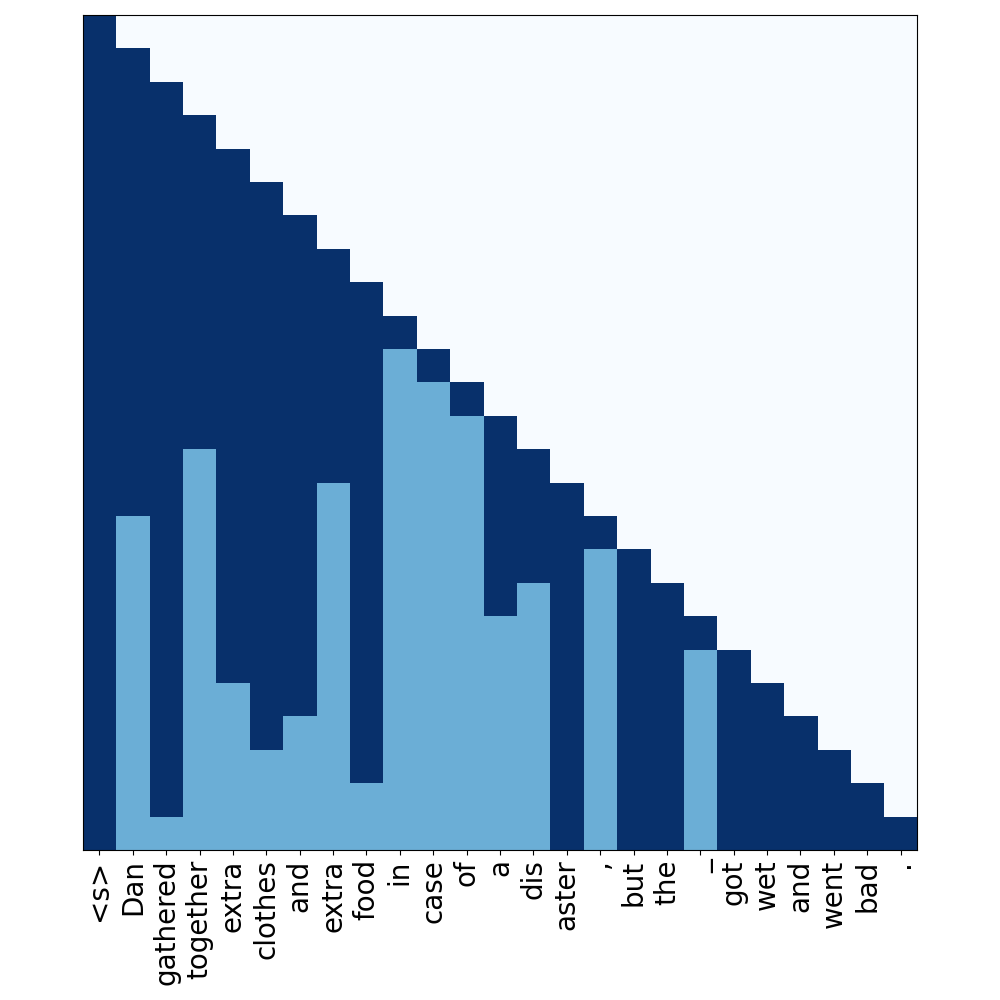 <s> Dan gathered together extra clothes and extra food in case of a dis aster , but the _ got wet and went bad .